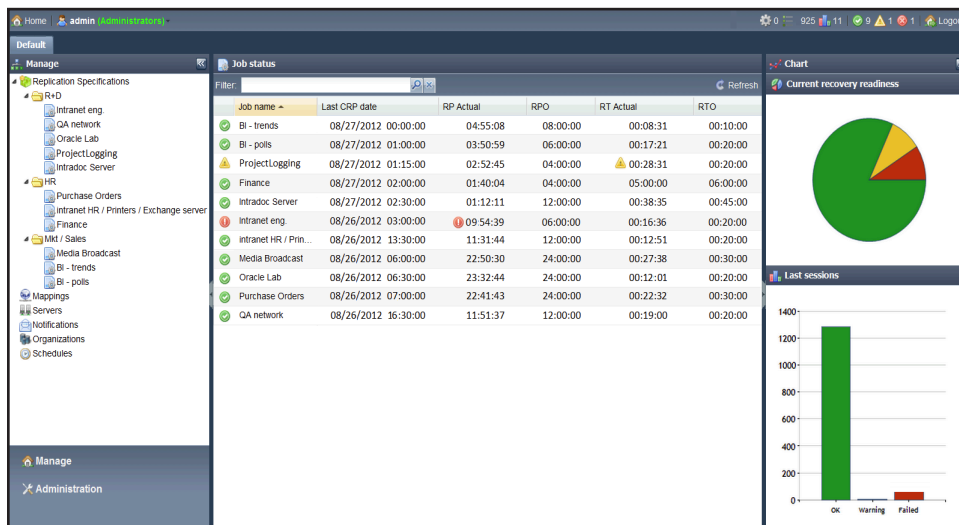 Home admin (Administrators) 0 925 11 9 1 1 Logou
Default
Manage
Replication Specifications
R+D
Intranet eng.
QA network
Oracle Lab
ProjectLogging
Intradoc Server
HR
Purchase Orders
intranet HR / Printers / Exchange server
Finance
Mkt / Sales
Media Broadcast
BI - trends
BI - polls
Mappings
Servers
Notifications
Organizations
Schedules
Manage
Administration
Job status
Filter: Refresh
Job name Last CRP date RP Actual RPO RT Actual RTO
BI - trends 08/27/2012 00:00:00 04:55:08 08:00:00 00:08:31 00:10:00
BI - polls 08/27/2012 01:00:00 03:50:59 06:00:00 00:17:21 00:20:00
ProjectLogging 08/27/2012 01:15:00 02:52:45 04:00:00 00:28:31 00:20:00
Finance 08/27/2012 02:00:00 01:40:04 04:00:00 05:00:00 06:00:00
Intradoc Server 08/27/2012 02:30:00 01:12:11 12:00:00 00:38:35 00:45:00
Intranet eng. 08/26/2012 03:00:00 09:54:39 06:00:00 00:16:36 00:20:00
intranet HR / Prin... 08/26/2012 13:30:00 11:31:44 12:00:00 00:12:51 00:20:00
Media Broadcast 08/26/2012 06:00:00 22:50:30 24:00:00 00:27:38 00:30:00
Oracle Lab 08/26/2012 06:30:00 23:32:44 24:00:00 00:12:01 00:20:00
Purchase Orders 08/26/2012 07:00:00 22:41:43 24:00:00 00:22:32 00:30:00
QA network 08/26/2012 16:30:00 11:51:37 12:00:00 00:19:00 00:20:00
Chart
Current recovery readiness
Last sessions
1400
1200
1000
800
600
400
200
0
OK Warning Failed